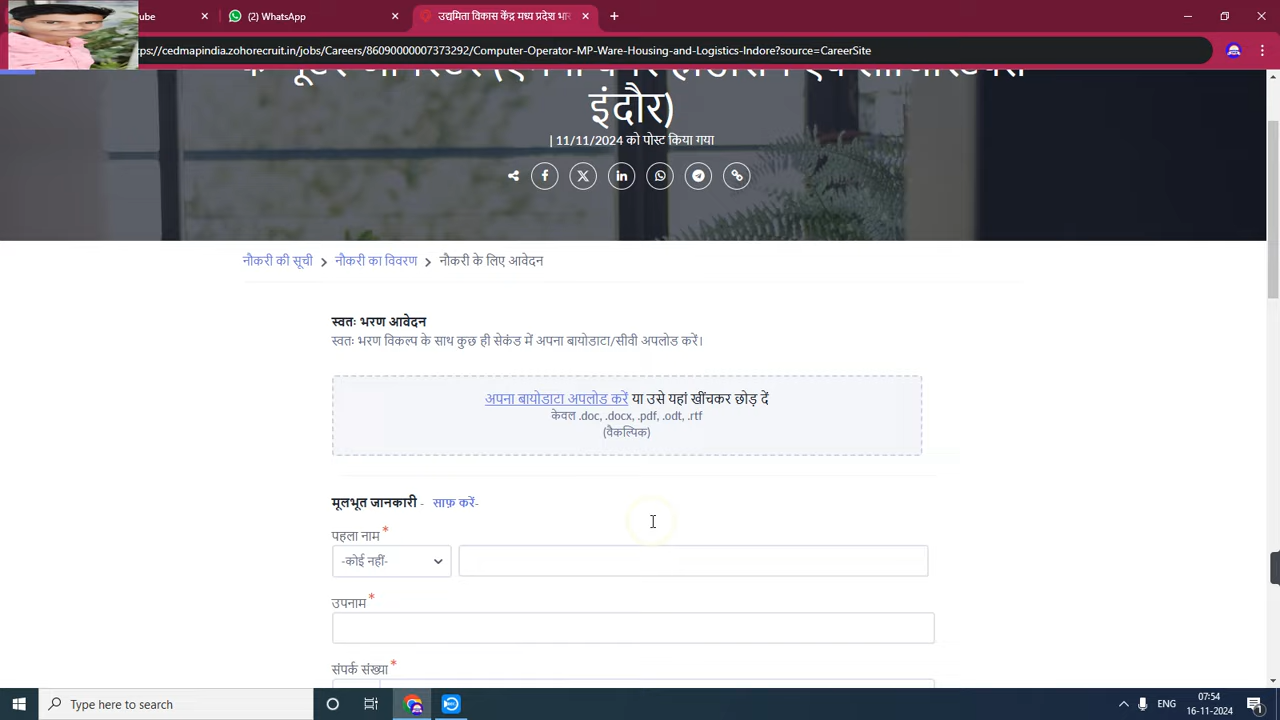 ube
(2) WhatsApp
उद्यमिता विकास केंद्र मध्य प्रदेश भार
ps://cedmapindia.zohorecruit.in/jobs/Careers/86090000007373292/Computer-Operator-MP-Ware-Housing-and-Logistics-Indore?source=CareerSite
इंदौर)
| 11/11/2024 को पोस्ट किया गया
नौकरी की सूची > नौकरी का विवरण > नौकरी के लिए आवेदन
स्वतः भरण आवेदन
स्वतः भरण विकल्प के साथ कुछ ही सेकंड में अपना बायोडाटा/सीवी अपलोड करें।
अपना बायोडाटा अपलोड करें या उसे यहां खींचकर छोड़ दें
केवल .doc, .docx, .pdf, .odt, .rtf
(वैकल्पिक)
मूलभूत जानकारी - साफ़ करें-
पहला नाम *
-कोई नहीं-
उपनाम *
संपर्क संख्या *
Type here to search
ENG
07:54
16-11-2024
1